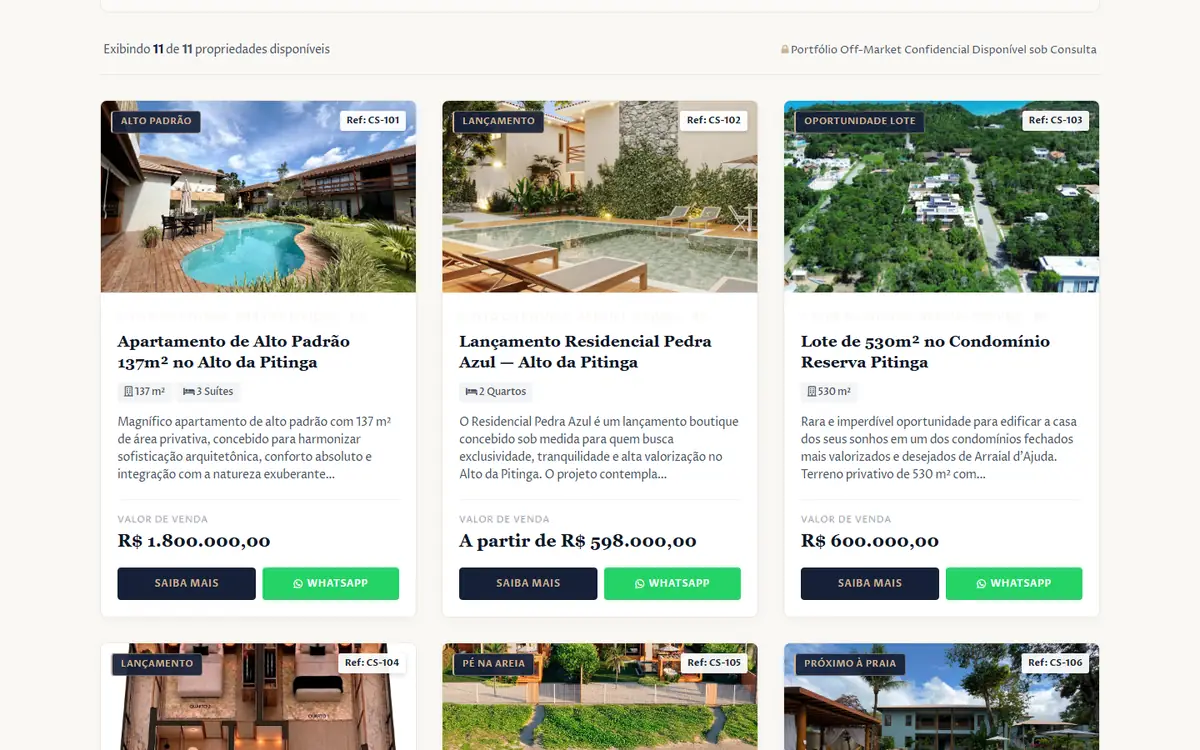 Exibindo 11 de 11 propriedades disponíveis
Portfólio Off-Market Confidencial Disponível sob Consulta
ALTO PADRÃO
Ref: CS-101
LANÇAMENTO
Ref: CS-102
OPORTUNIDADE LOTE
Ref: CS-103
Apartamento de Alto Padrão
137m² no Alto da Pitinga
137 m²
3 Suítes
Magnífico apartamento de alto padrão com 137 m²
de área privativa, concebido para harmonizar
sofisticação arquitetônica, conforto absoluto e
integração com a natureza exuberante...
VALOR DE VENDA
R$ 1.800.000,00
SAIBA MAIS
WHATSAPP
Lançamento Residencial Pedra
Azul — Alto da Pitinga
2 Quartos
O Residencial Pedra Azul é um lançamento boutique
concebido sob medida para quem busca
exclusividade, tranquilidade e alta valorização no
Alto da Pitinga. O projeto contempla...
VALOR DE VENDA
A partir de R$ 598.000,00
SAIBA MAIS
WHATSAPP
Lote de 530m² no Condomínio
Reserva Pitinga
530 m²
Rara e imperdível oportunidade para edificar a casa
dos seus sonhos em um dos condomínios fechados
mais valorizados e desejados de Arraial d'Ajuda.
Terreno privativo de 530 m² com...
VALOR DE VENDA
R$ 600.000,00
SAIBA MAIS
WHATSAPP
LANÇAMENTO
Ref: CS-104
PÉ NA AREIA
Ref: CS-105
PRÓXIMO À PRAIA
Ref: CS-106